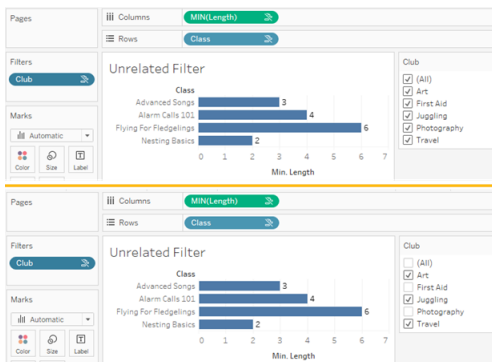 Pages
Columns MIN(Length)
Rows Class
Filters
Club
Marks
Automatic
Color Size Label
Unrelated Filter
Class
Advanced Songs 3
Alarm Calls 101 4
Flying For Fledgelings 6
Nesting Basics 2
0 1 2 3 4 5 6 7
Min. Length
Club
(All)
Art
First Aid
Juggling
Photography
Travel
Pages
Columns MIN(Length)
Rows Class
Filters
Club
Marks
Automatic
Color Size Label
Unrelated Filter
Class
Advanced Songs 3
Alarm Calls 101 4
Flying For Fledgelings 6
Nesting Basics 2
0 1 2 3 4 5 6 7
Min. Length
Club
(All)
Art
First Aid
Juggling
Photography
Travel